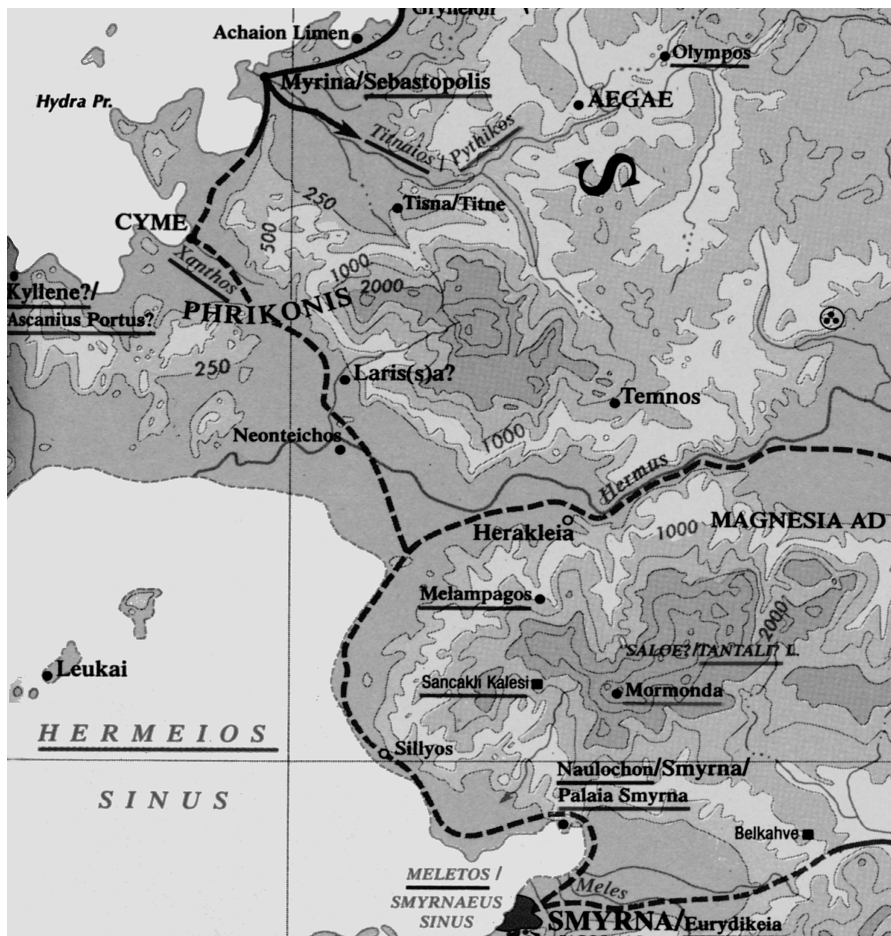 Gryneion
Achaion Limen
Olympos
Myrina/Sebastopolis
Hydra Pr.
AEGAE
Titnaios / Pythikos
S
Tisna/Titne
250
CYME
500
Xanthos
1000
2000
Kyllene?/
Ascanius Portus?
PHRIKONIS
250
Laris(s)a?
Temnos
Neonteichos
1000
Hermus
Herakleia
MAGNESIA AD
1000
Melampagos
2000
SALOE?/TANTALI? L.
Leukai
Sancaklı Kalesi
Mormonda
HERMEIOS
Sillyos
SINUS
Naulochon/Smyrna/
Palaia Smyrna
Belkahve
MELETOS /
SMYRNAEUS
SINUS
Meles
SMYRNA/Eurydikeia